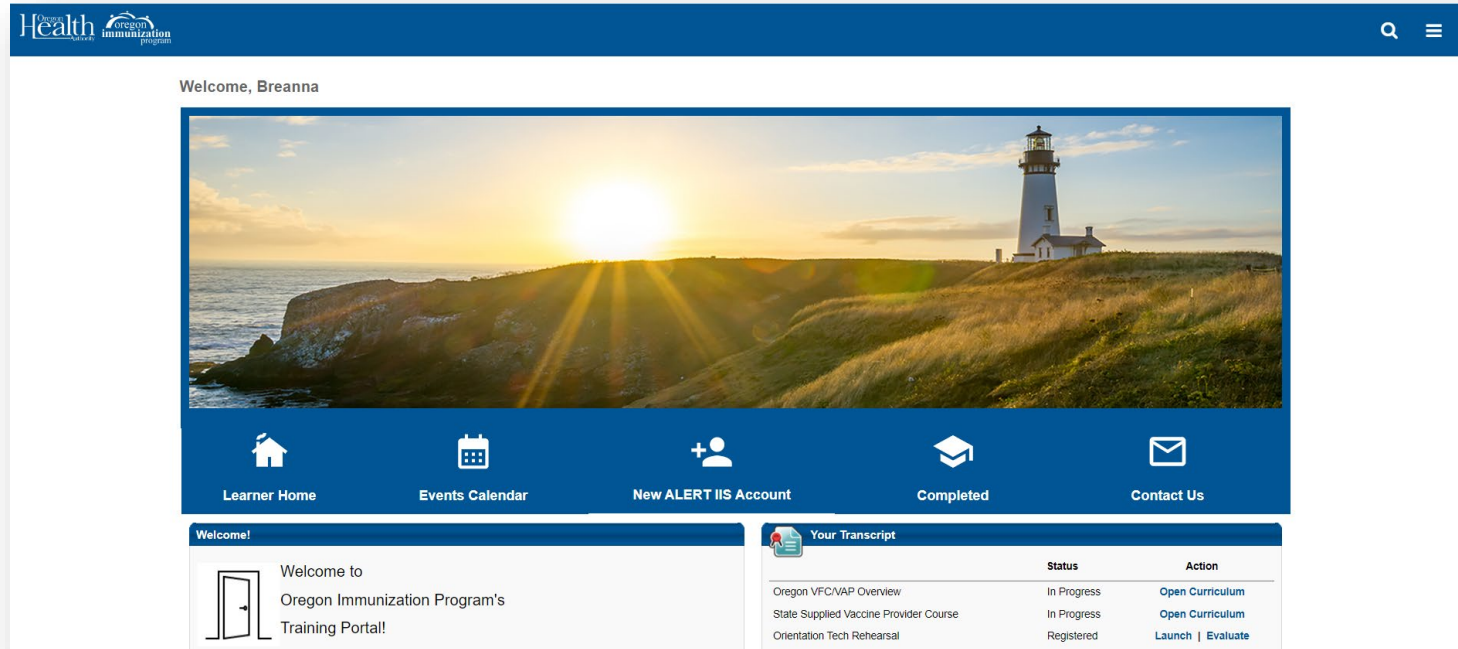 Oregon
Health
Authority
oregon
immunization
program
Welcome, Breanna
Learner Home
Events Calendar
New ALERT IIS Account
Completed
Contact Us
Welcome!
Welcome to
Oregon Immunization Program's
Training Portal!
Your Transcript
Status Action
Oregon VFC/VAP Overview In Progress Open Curriculum
State Supplied Vaccine Provider Course In Progress Open Curriculum
Orientation Tech Rehearsal Registered Launch | Evaluate